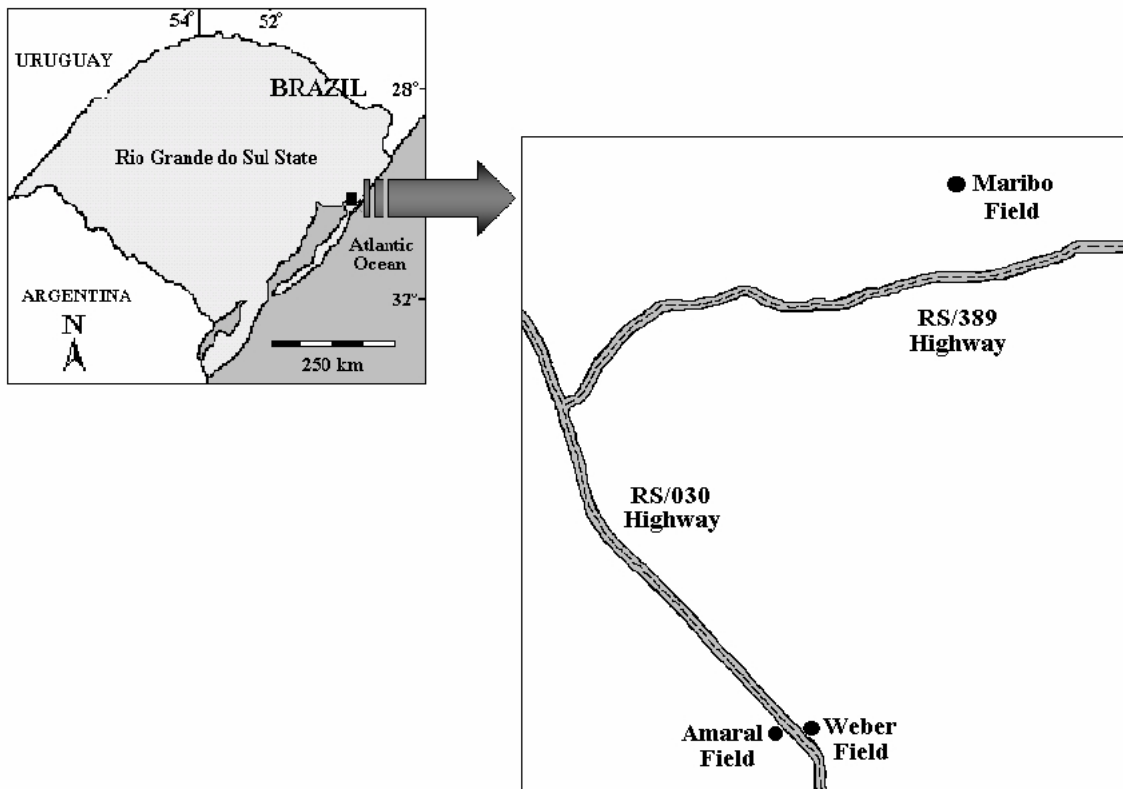 54° 52°
URUGUAY
BRAZIL
28°
Rio Grande do Sul State
Atlantic
Ocean
ARGENTINA
32°
N
250 km
Maribo
Field
RS/389
Highway
RS/030
Highway
Amaral
Field
Weber
Field